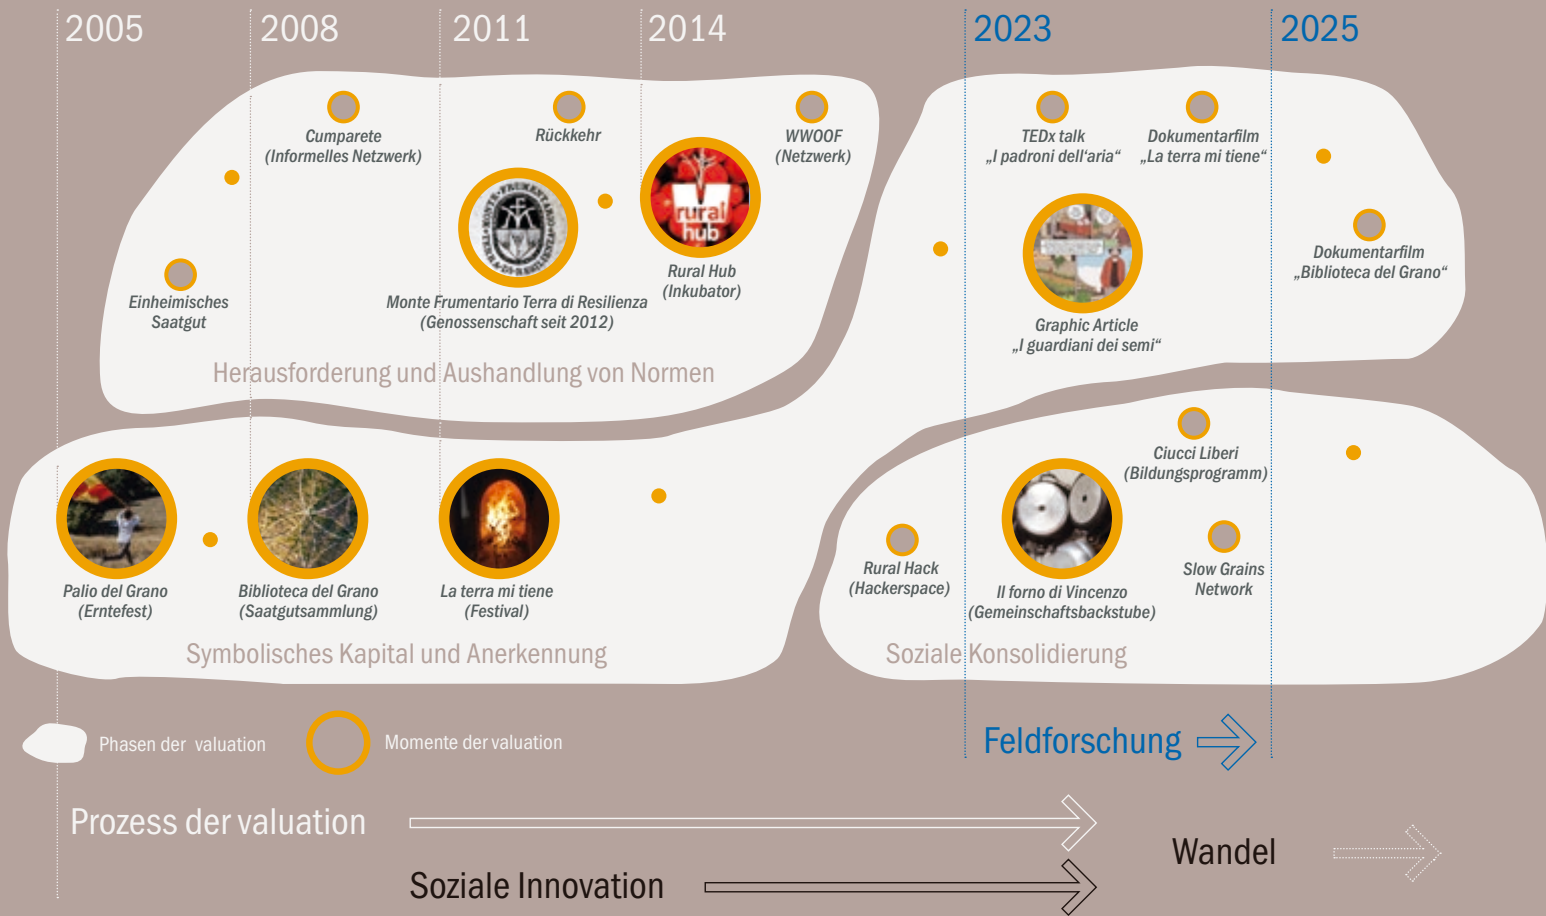 2005
2008
2011
2014
2023
2025
Cumparete
(Informelles Netzwerk)
Rückkehr
WWOOF
(Netzwerk)
Einheimisches
Saatgut
Monte Frumentario Terra di Resilienza
(Genossenschaft seit 2012)
rural
hub
Rural Hub
(Inkubator)
Herausforderung und Aushandlung von Normen
TEDx talk
„I padroni dell‘aria“
Dokumentarfilm
„La terra mi tiene“
Graphic Article
„I guardiani dei semi“
Dokumentarfilm
„Biblioteca del Grano“
Palio del Grano
(Erntefest)
Biblioteca del Grano
(Saatgutsammlung)
La terra mi tiene
(Festival)
Symbolisches Kapital und Anerkennung
Ciucci Liberi
(Bildungsprogramm)
Rural Hack
(Hackerspace)
Il forno di Vincenzo
(Gemeinschaftsbackstube)
Slow Grains
Network
Soziale Konsolidierung
Phasen der valuation
Momente der valuation
Feldforschung
Prozess der valuation
Wandel
Soziale Innovation